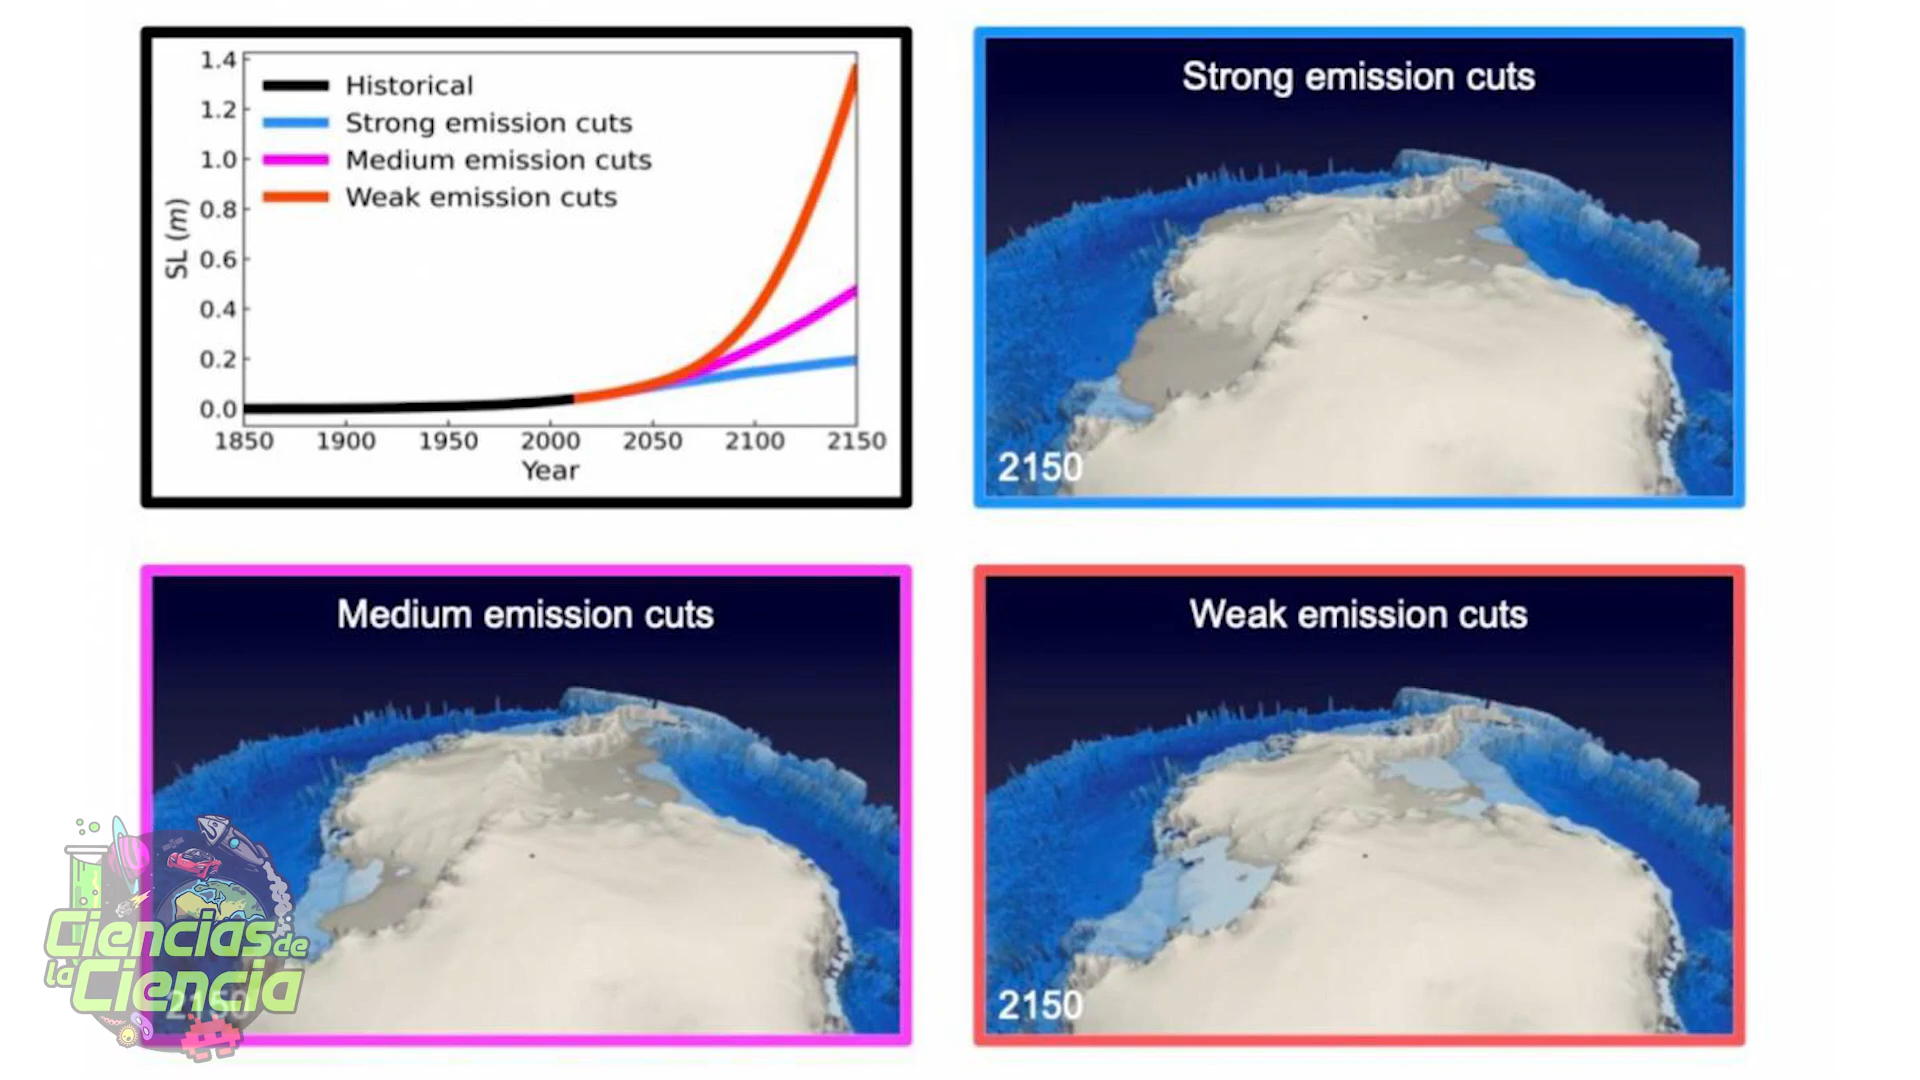 1.4
1.2
1.0
0.8
0.6
0.4
0.2
0.0
SL (m)
Historical
Strong emission cuts
Medium emission cuts
Weak emission cuts
1850 1900 1950 2000 2050 2100 2150
Year
Strong emission cuts
2150
Medium emission cuts
2150
Weak emission cuts
2150
Ciencias de
la Ciencia